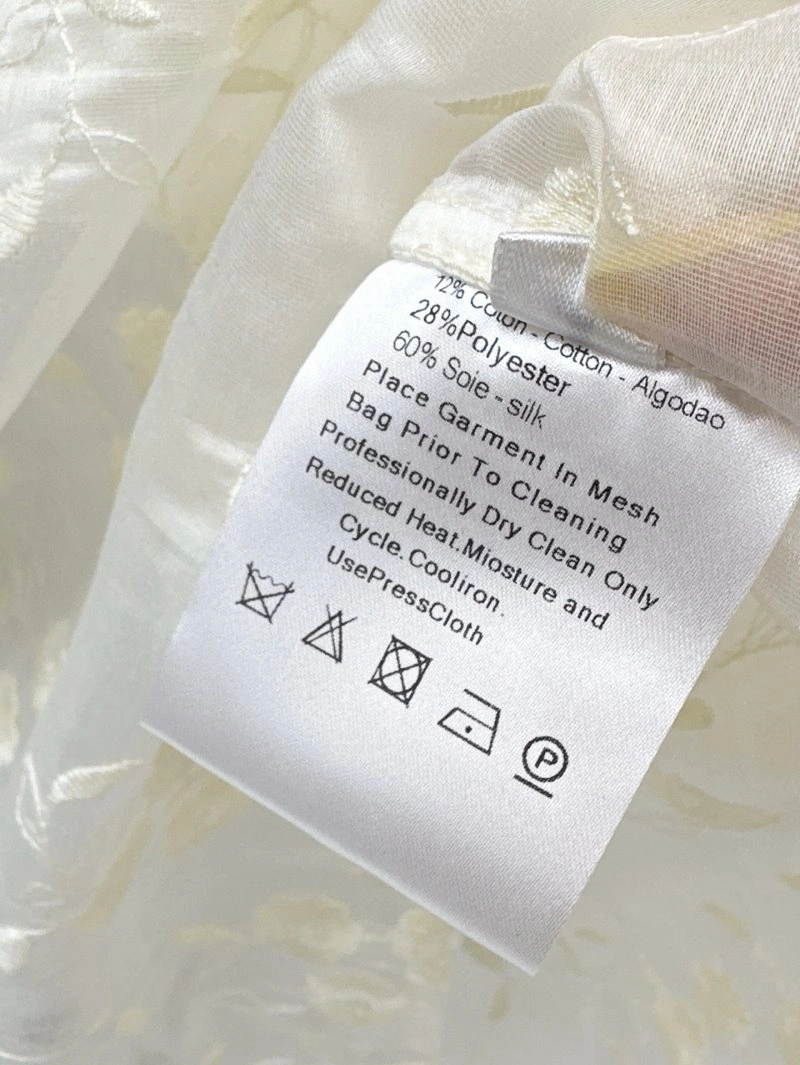 12% Coton - Cotton - Algodao
28%Polyester
60% Soie - silk
Place Garment In Mesh
Bag Prior To Cleaning
Professionally Dry Clean Only
Reduced Heat.Miosture and
Cycle.Cooliron.
UsePressCloth
P